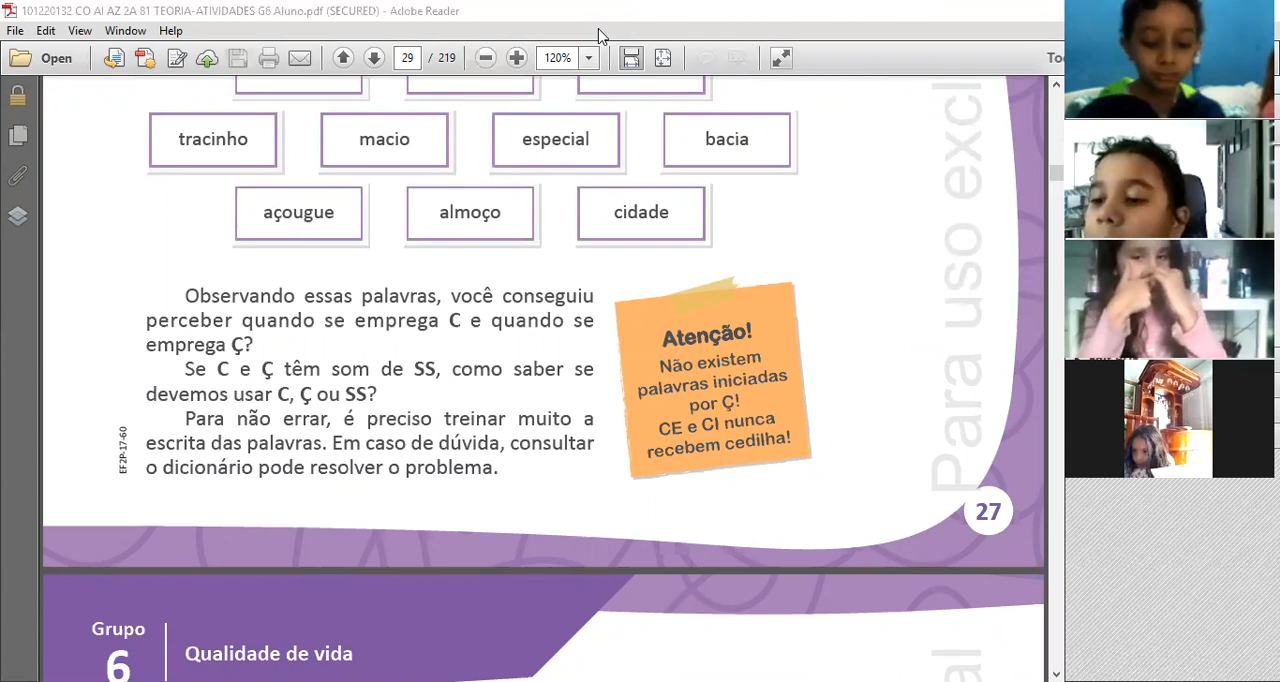 101220132 CO AI AZ 2A 81 TEORIA-ATIVIDADES G6 Aluno.pdf (SECURED) - Adobe Reader
File Edit View Window Help
Open 29 / 219 120% Too
tracinho macio especial bacia
açougue almoço cidade
Observando essas palavras, você conseguiu
perceber quando se emprega C e quando se
emprega Ç?
Se C e Ç têm som de SS, como saber se
devemos usar C, Ç ou SS?
Para não errar, é preciso treinar muito a
escrita das palavras. Em caso de dúvida, consultar
o dicionário pode resolver o problema.
Atenção!
Não existem
palavras iniciadas
por Ç!
CE e CI nunca
recebem cedilha!
EF2P-17-60
Para uso excl
27
Grupo
6
Qualidade de vida
al